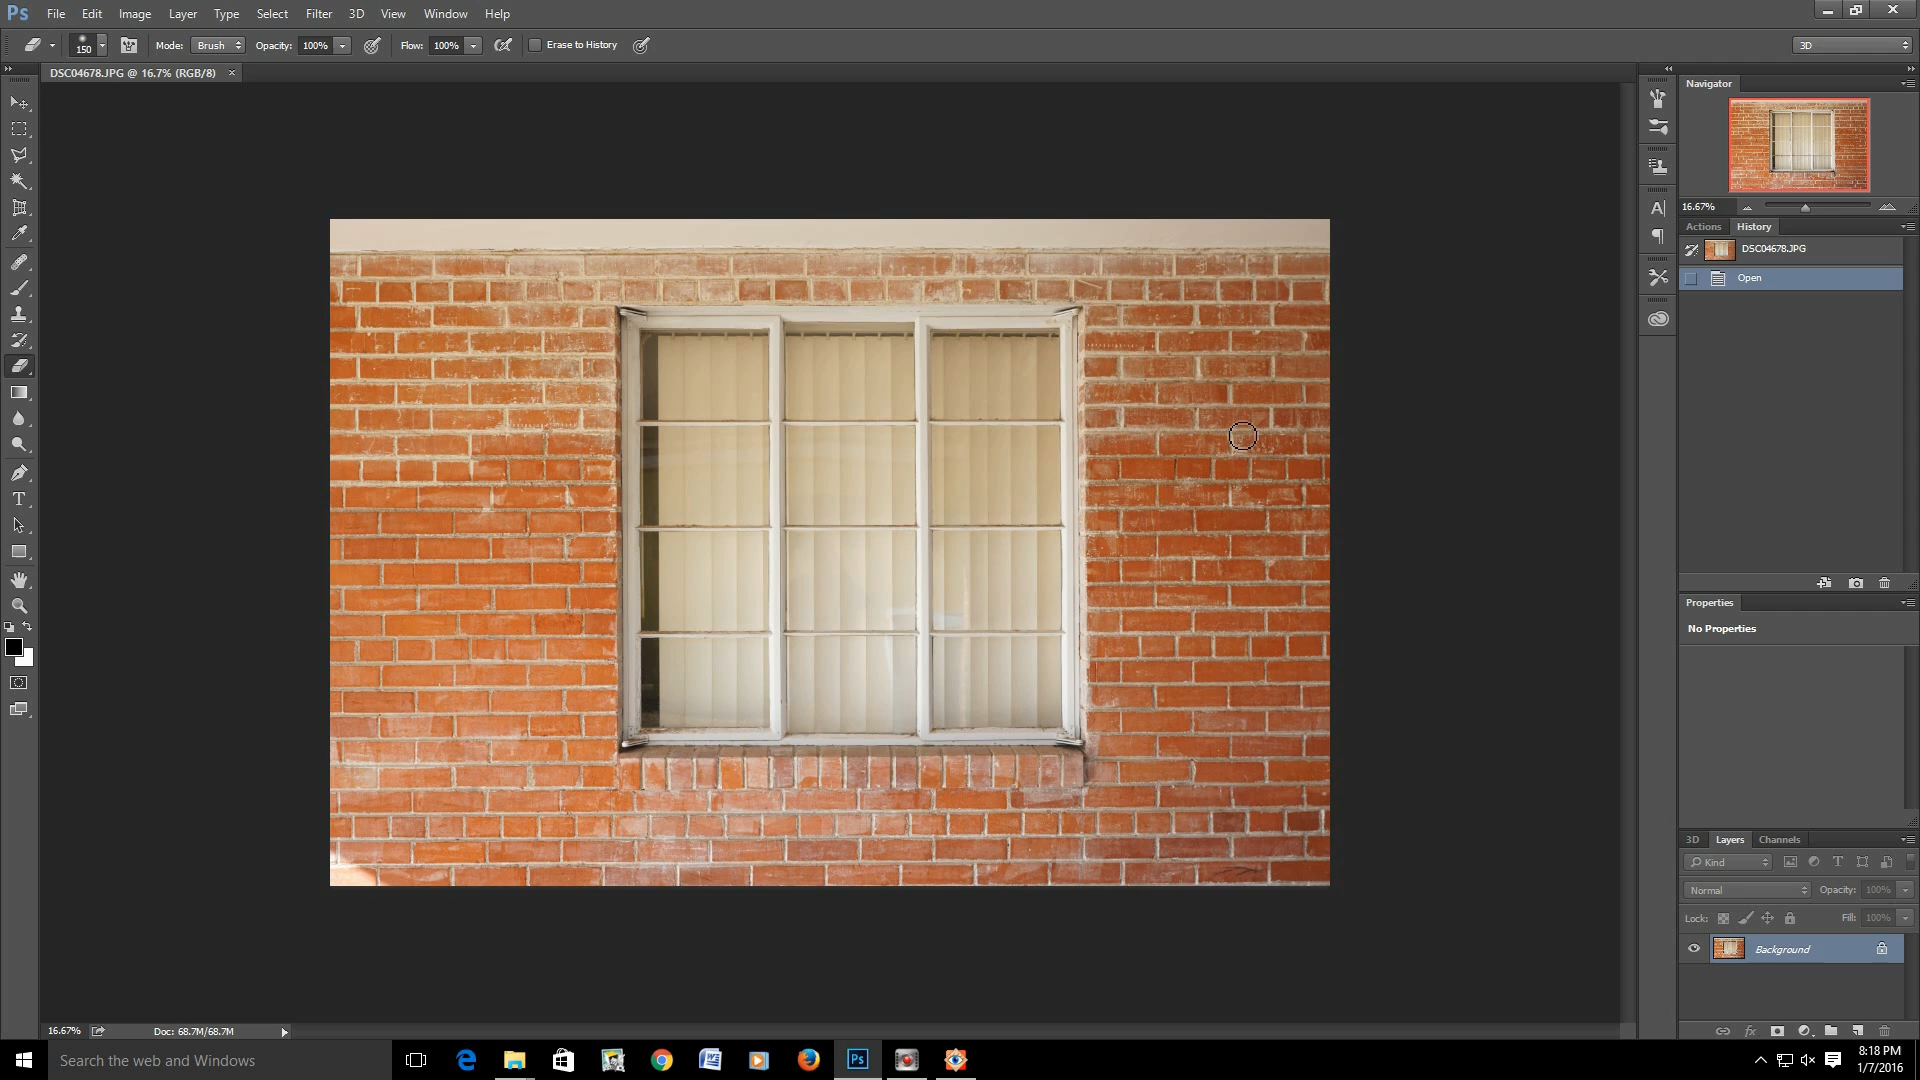 Ps File Edit Image Layer Type Select Filter 3D View Window Help
150 Mode: Brush Opacity: 100% Flow: 100% Erase to History 3D
DSC04678.JPG @ 16.7% (RGB/8) ×
Navigator
16.67%
Actions History
DSC04678.JPG
Open
Properties
No Properties
3D Layers Channels
Kind
Normal Opacity: 100%
Lock: Fill: 100%
Background
16.67% Doc: 68.7M/68.7M
Search the web and Windows
Ps
8:18 PM
1/7/2016